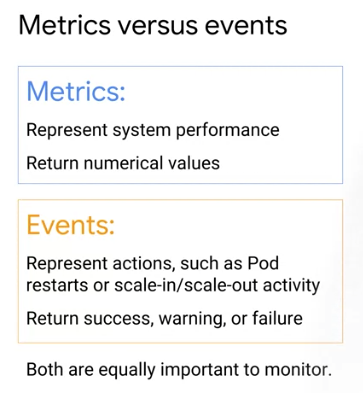 Metrics versus events
Metrics:
Represent system performance
Return numerical values
Events:
Represent actions, such as Pod
restarts or scale-in/scale-out activity
Return success, warning, or failure
Both are equally important to monitor.